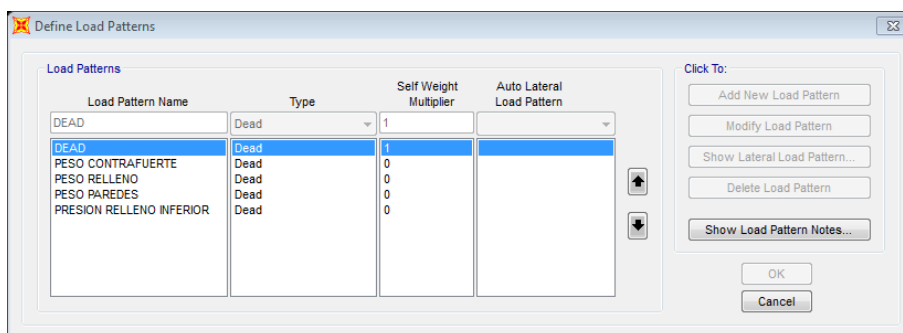 Define Load Patterns
Load Patterns
Click To:
Load Pattern Name
Type
Self Weight Multiplier
Auto Lateral Load Pattern
DEAD
Dead
1
DEAD Dead 1
PESO CONTRAFUERTE Dead 0
PESO RELLENO Dead 0
PESO PAREDES Dead 0
PRESION RELLENO INFERIOR Dead 0
Add New Load Pattern
Modify Load Pattern
Show Lateral Load Pattern...
Delete Load Pattern
Show Load Pattern Notes...
OK
Cancel